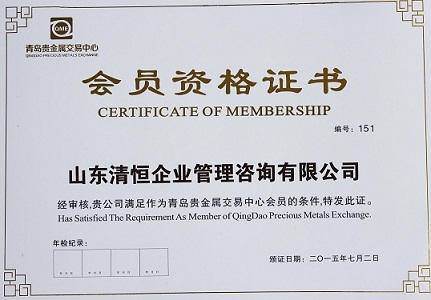 QME
青岛贵金属交易中心
QINGDAO PRECIOUS METALS EXCHANGE
会员资格证书
CERTIFICATE OF MEMBERSHIP
编号：151
山东清恒企业管理咨询有限公司
经审核,贵公司满足作为青岛贵金属交易中心会员的条件,特发此证。
Has Satisfied The Requirement As Member of QingDao Precious Metals Exchange.
年检纪录：
颁证日期：二〇一五年七月二日